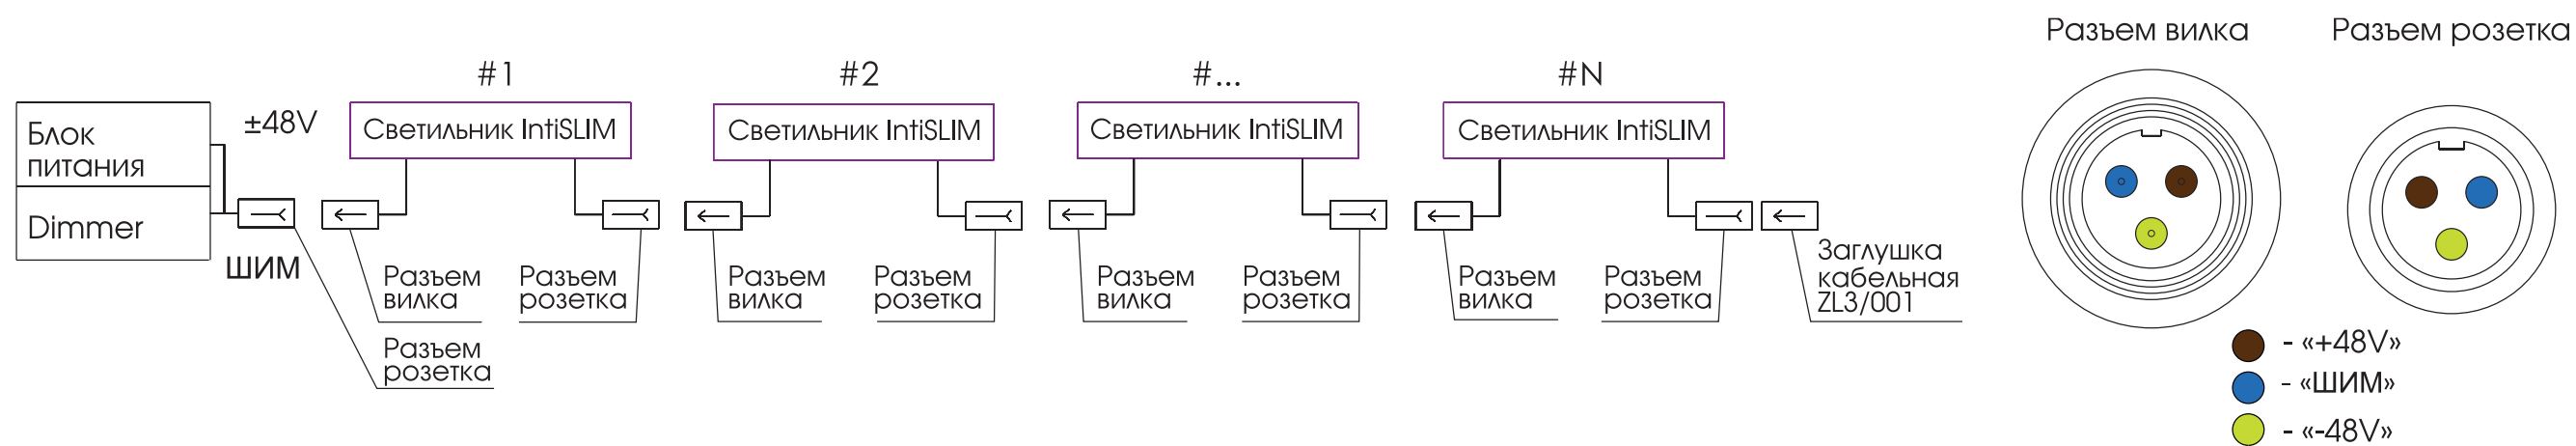 Разъем вилка
Разъем розетка
#1
#2
#...
#N
Блок
питания
±48V
Светильник IntiSLIM
Светильник IntiSLIM
Светильник IntiSLIM
Светильник IntiSLIM
Dimmer
ШИМ
Разъем
вилка
Разъем
розетка
Разъем
вилка
Разъем
розетка
Разъем
вилка
Разъем
розетка
Разъем
вилка
Разъем
розетка
Заглушка
кабельная
ZL3/001
Разъем
розетка
- «+48V»
- «ШИМ»
- «-48V»